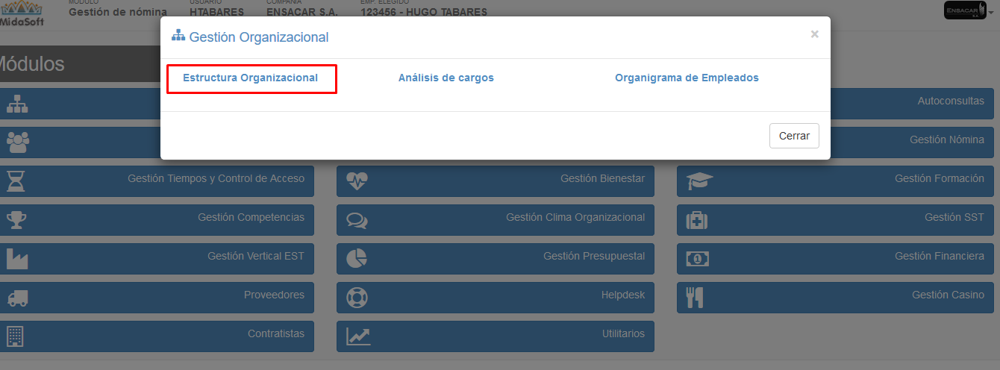 MidaSoft
MÓDULO
Gestión de nómina
USUARIO
HTABARES
COMPAÑÍA
ENSACAR S.A.
EMP. ELEGIDO
123456 - HUGO TABARES
ENSACAR
S.A.
Gestión Organizacional
×
Módulos
Estructura Organizacional
Análisis de cargos
Organigrama de Empleados
Cerrar
Autoconsultas
Gestión Nómina
Gestión Tiempos y Control de Acceso
Gestión Bienestar
Gestión Formación
Gestión Competencias
Gestión Clima Organizacional
Gestión SST
Gestión Vertical EST
Gestión Presupuestal
Gestión Financiera
Proveedores
Helpdesk
Gestión Casino
Contratistas
Utilitarios